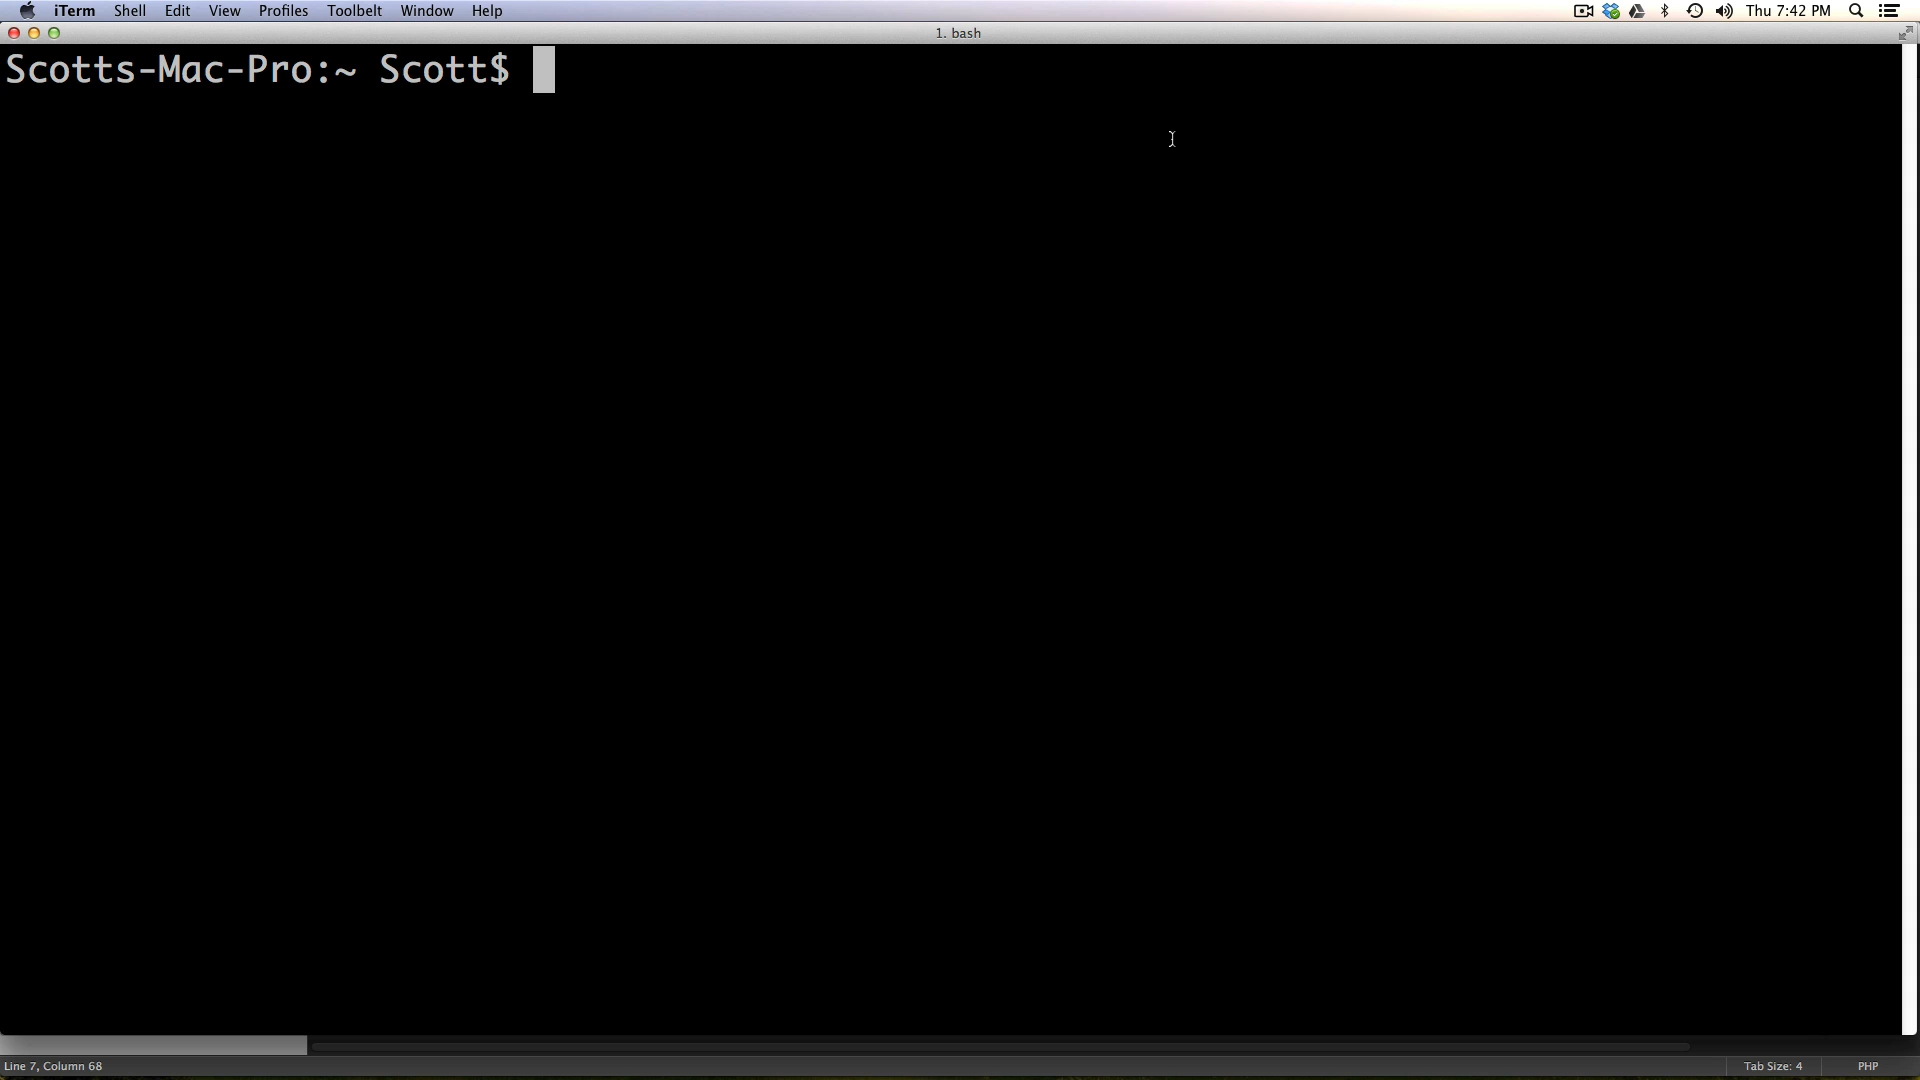 iTerm Shell Edit View Profiles Toolbelt Window Help Thu 7:42 PM
1. bash
Scotts-Mac-Pro:~ Scott$
Line 7, Column 68 Tab Size: 4 PHP